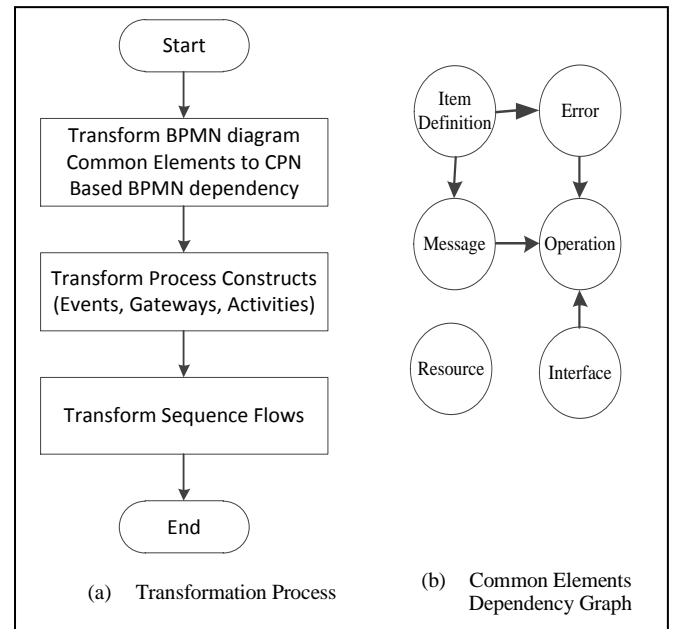 Start
Transform BPMN diagram
Common Elements to CPN
Based BPMN dependency
Transform Process Constructs
(Events, Gateways, Activities)
Transform Sequence Flows
End
(a) Transformation Process
Item
Definition
Error
Message
Operation
Resource
Interface
(b) Common Elements
Dependency Graph